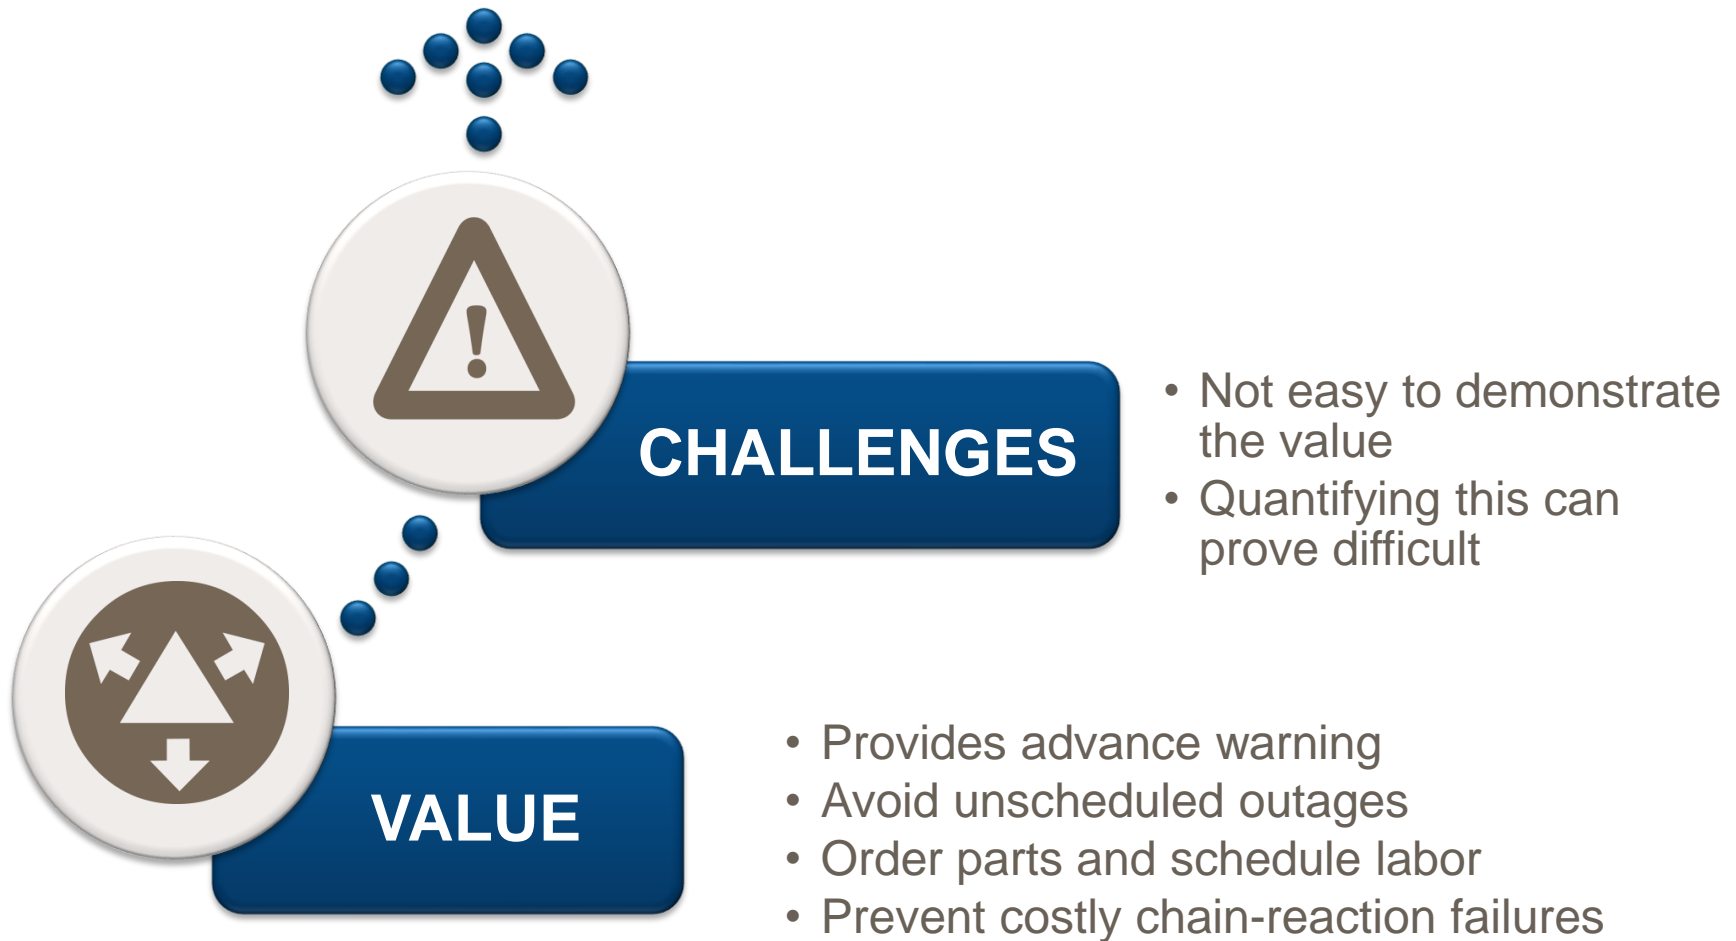 !
CHALLENGES
• Not easy to demonstrate
the value
• Quantifying this can
prove difficult
VALUE
• Provides advance warning
• Avoid unscheduled outages
• Order parts and schedule labor
• Prevent costly chain-reaction failures